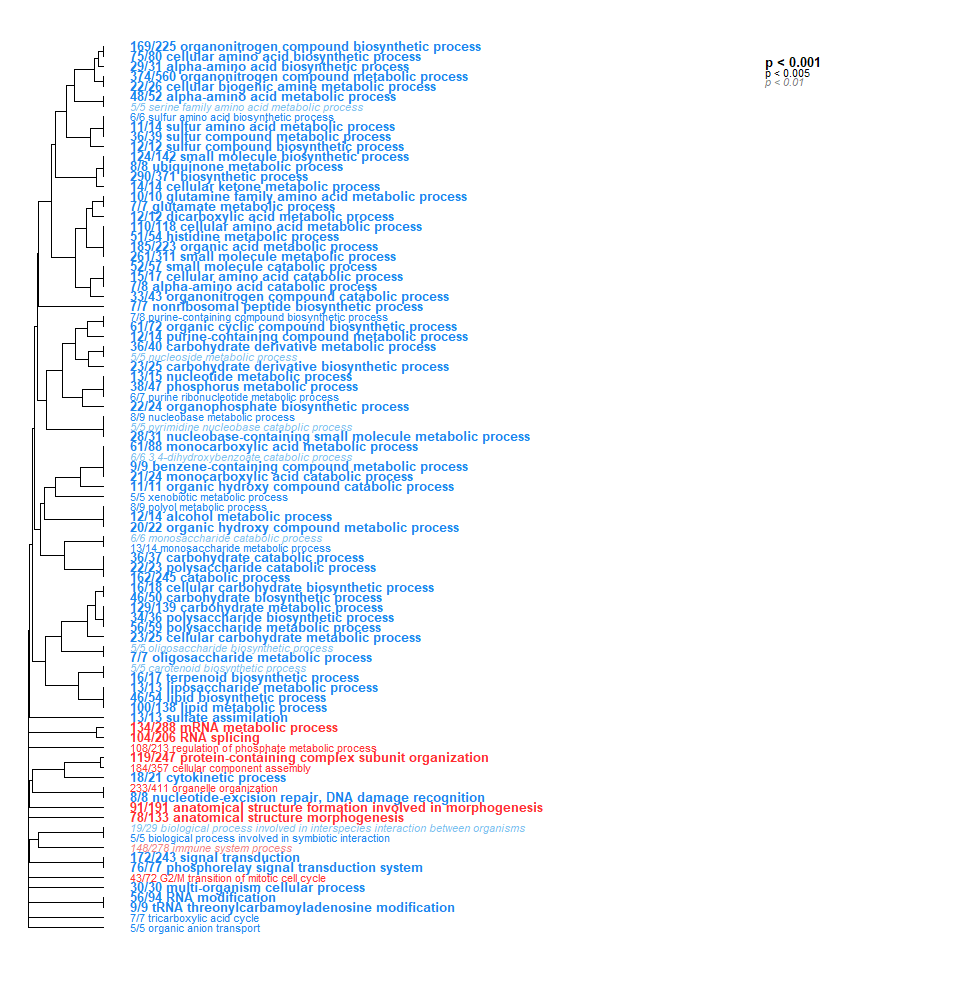 169/225 organonitrogen compound biosynthetic process
75/80 cellular amino acid biosynthetic process
29/31 alpha-amino acid biosynthetic process
374/560 organonitrogen compound metabolic process
22/26 cellular biogenic amine metabolic process
48/52 alpha-amino acid metabolic process
5/5 serine family amino acid metabolic process
6/6 sulfur amino acid biosynthetic process
11/14 sulfur amino acid metabolic process
36/39 sulfur compound metabolic process
12/12 sulfur compound biosynthetic process
124/142 small molecule biosynthetic process
8/8 ubiquinone metabolic process
290/371 biosynthetic process
14/14 cellular ketone metabolic process
10/10 glutamine family amino acid metabolic process
7/7 glutamate metabolic process
12/12 dicarboxylic acid metabolic process
110/118 cellular amino acid metabolic process
51/54 histidine metabolic process
185/223 organic acid metabolic process
261/311 small molecule metabolic process
52/57 small molecule catabolic process
15/17 cellular amino acid catabolic process
7/8 alpha-amino acid catabolic process
33/43 organonitrogen compound catabolic process
7/7 nonribosomal peptide biosynthetic process
7/8 purine-containing compound biosynthetic process
61/72 organic cyclic compound biosynthetic process
12/14 purine-containing compound metabolic process
36/40 carbohydrate derivative metabolic process
5/5 nucleoside metabolic process
23/25 carbohydrate derivative biosynthetic process
13/15 nucleotide metabolic process
38/47 phosphorus metabolic process
6/7 purine ribonucleotide metabolic process
22/24 organophosphate biosynthetic process
8/9 nucleobase metabolic process
5/5 pyrimidine nucleobase catabolic process
28/31 nucleobase-containing small molecule metabolic process
61/88 monocarboxylic acid metabolic process
6/6 3,4-dihydroxybenzoate catabolic process
9/9 benzene-containing compound metabolic process
21/24 monocarboxylic acid catabolic process
11/11 organic hydroxy compound catabolic process
5/5 xenobiotic metabolic process
8/9 polyol metabolic process
12/14 alcohol metabolic process
20/22 organic hydroxy compound metabolic process
6/6 monosaccharide catabolic process
13/14 monosaccharide metabolic process
36/37 carbohydrate catabolic process
22/23 polysaccharide catabolic process
162/245 catabolic process
16/18 cellular carbohydrate biosynthetic process
46/50 carbohydrate biosynthetic process
129/139 carbohydrate metabolic process
34/36 polysaccharide biosynthetic process
56/59 polysaccharide metabolic process
23/25 cellular carbohydrate metabolic process
5/5 oligosaccharide biosynthetic process
7/7 oligosaccharide metabolic process
5/5 carotenoid biosynthetic process
16/17 terpenoid biosynthetic process
13/13 liposaccharide metabolic process
46/54 lipid biosynthetic process
100/138 lipid metabolic process
13/13 sulfate assimilation
134/288 mRNA metabolic process
104/206 RNA splicing
108/213 regulation of phosphate metabolic process
119/247 protein-containing complex subunit organization
184/357 cellular component assembly
18/21 cytokinetic process
233/411 organelle organization
8/8 nucleotide-excision repair, DNA damage recognition
91/191 anatomical structure formation involved in morphogenesis
78/133 anatomical structure morphogenesis
19/29 biological process involved in interspecies interaction between organisms
5/5 biological process involved in symbiotic interaction
148/278 immune system process
172/243 signal transduction
76/77 phosphorelay signal transduction system
43/72 G2/M transition of mitotic cell cycle
30/30 multi-organism cellular process
56/94 RNA modification
9/9 tRNA threonylcarbamoyladenosine modification
7/7 tricarboxylic acid cycle
5/5 organic anion transport
p < 0.001
p < 0.005
p < 0.01